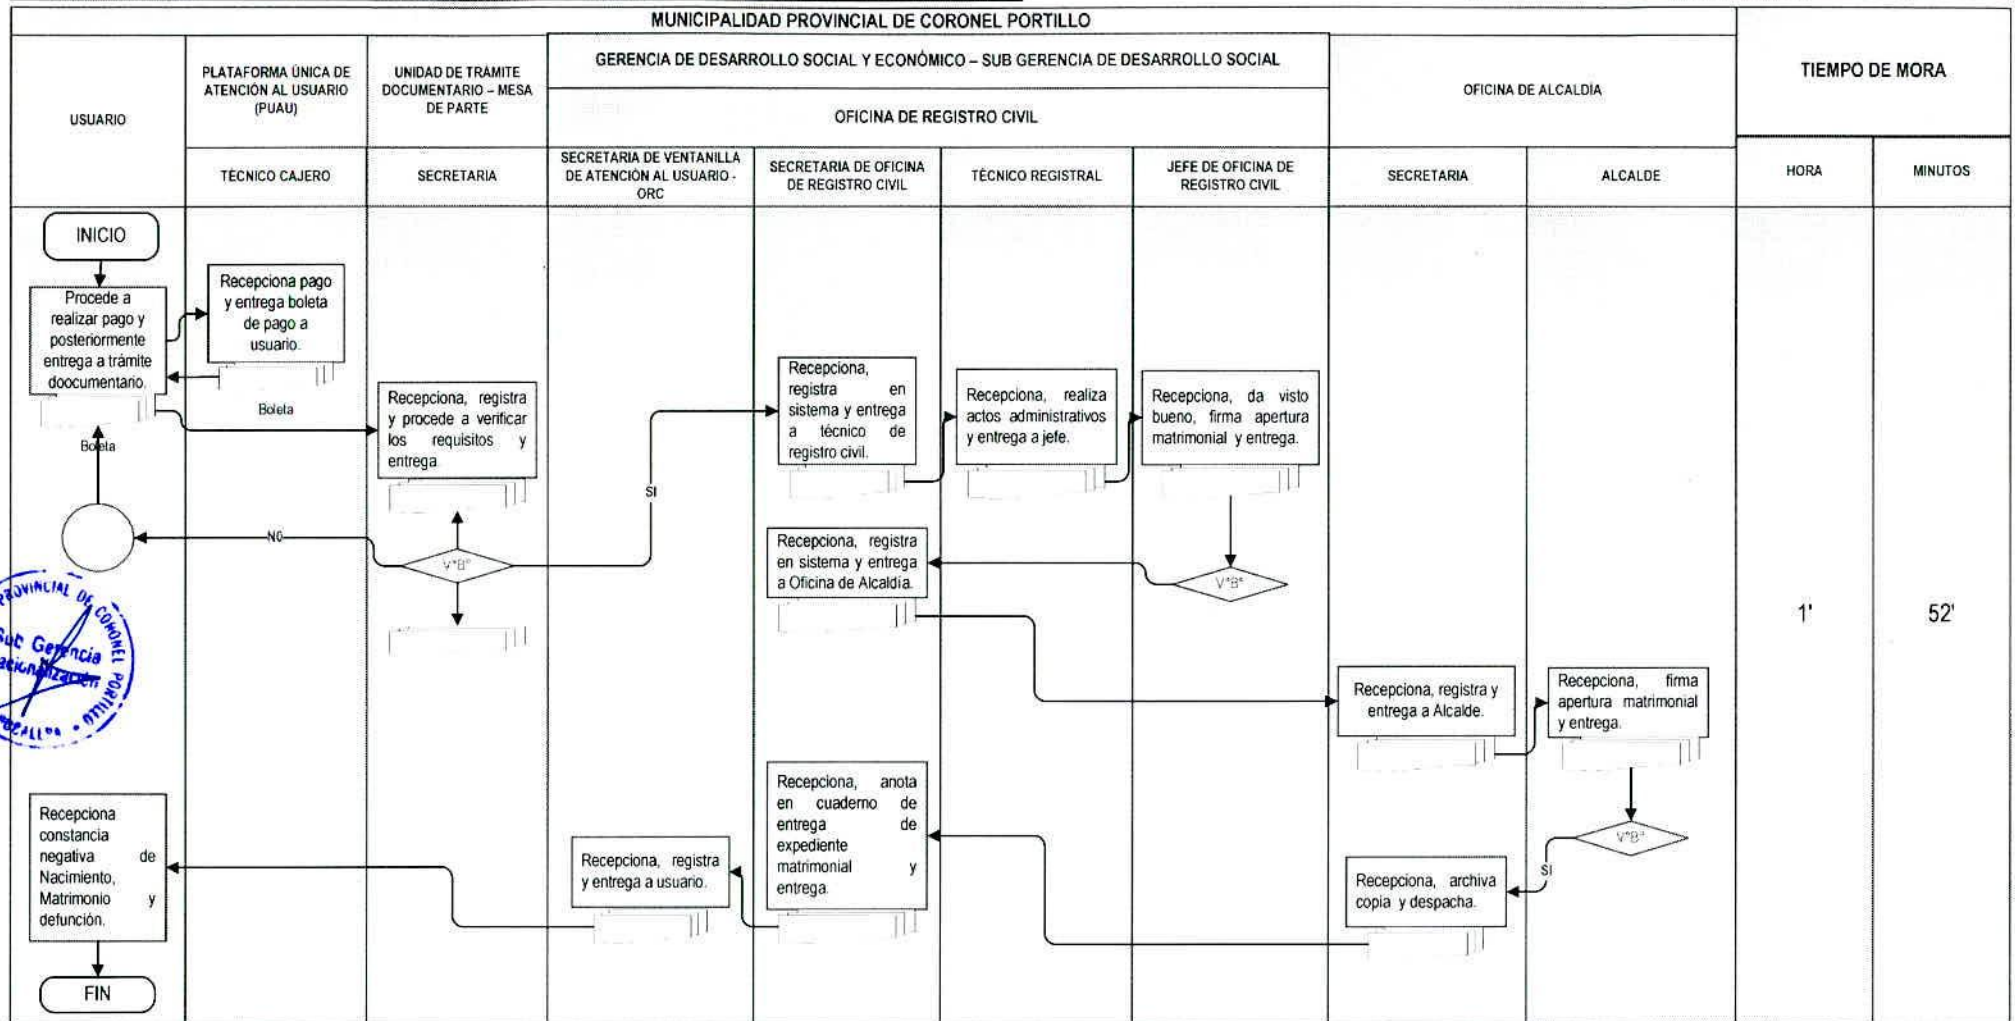 MUNICIPALIDAD PROVINCIAL DE CORONEL PORTILLO
USUARIO
PLATAFORMA ÚNICA DE
ATENCIÓN AL USUARIO
(PUAU)
UNIDAD DE TRÁMITE
DOCUMENTARIO – MESA
DE PARTE
GERENCIA DE DESARROLLO SOCIAL Y ECONÓMICO – SUB GERENCIA DE DESARROLLO SOCIAL
OFICINA DE REGISTRO CIVIL
OFICINA DE ALCALDÍA
TIEMPO DE MORA
TÉCNICO CAJERO
SECRETARIA
SECRETARIA DE VENTANILLA
DE ATENCIÓN AL USUARIO -
ORC
SECRETARIA DE OFICINA
DE REGISTRO CIVIL
TÉCNICO REGISTRAL
JEFE DE OFICINA DE
REGISTRO CIVIL
SECRETARIA
ALCALDE
HORA
MINUTOS
INICIO
Procede a
realizar pago y
posteriormente
entrega a trámite
doocumentario.
Boleta
Recepciona pago
y entrega boleta
de pago a
usuario.
Boleta
Recepciona, registra
y procede a verificar
los requisitos y
entrega
V°B°
NO
SI
Recepciona,
registra en
sistema y entrega
a técnico de
registro civil.
Recepciona, realiza
actos administrativos
y entrega a jefe.
Recepciona, da visto
bueno, firma apertura
matrimonial y entrega.
V°B°
Recepciona, registra
en sistema y entrega
a Oficina de Alcaldía.
Recepciona, registra y
entrega a Alcalde.
Recepciona, firma
apertura matrimonial
y entrega.
V°B°
SI
Recepciona, archiva
copia y despacha.
Recepciona, anota
en cuaderno de
entrega de
expediente
matrimonial y
entrega.
Recepciona, registra
y entrega a usuario.
Recepciona
constancia
negativa de
Nacimiento,
Matrimonio y
defunción.
FIN
1'
52'
PROVINCIAL DE CORONEL PORTILLO
Sub Gerencia